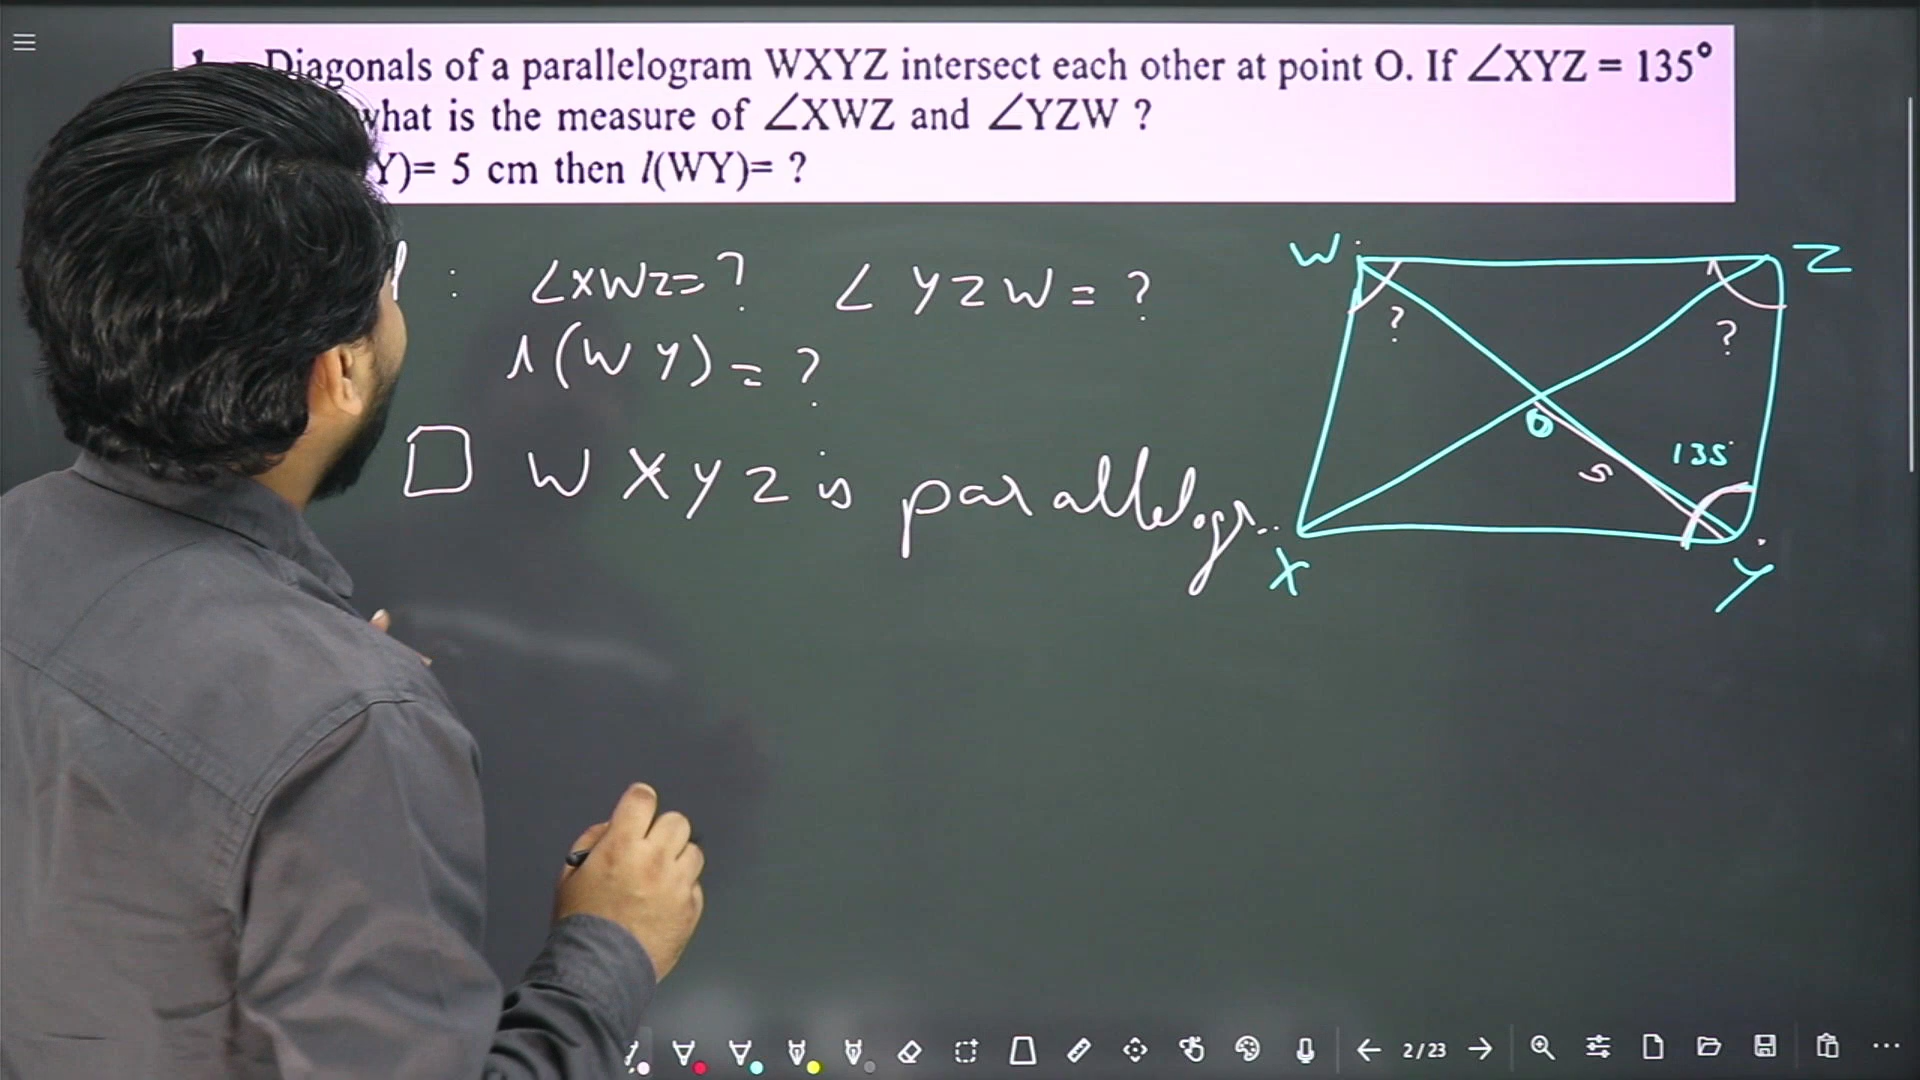 Diagonals of a parallelogram WXYZ intersect each other at point O. If ∠XYZ = 135°
what is the measure of ∠XWZ and ∠YZW ?
Y)= 5 cm then l(WY)= ?
: ∠XWZ=? ∠YZW = ?
l(WY) = ?
□ WXYZ is parallelogr..
W
Z
?
?
O
5
135°
X
Y
2/23